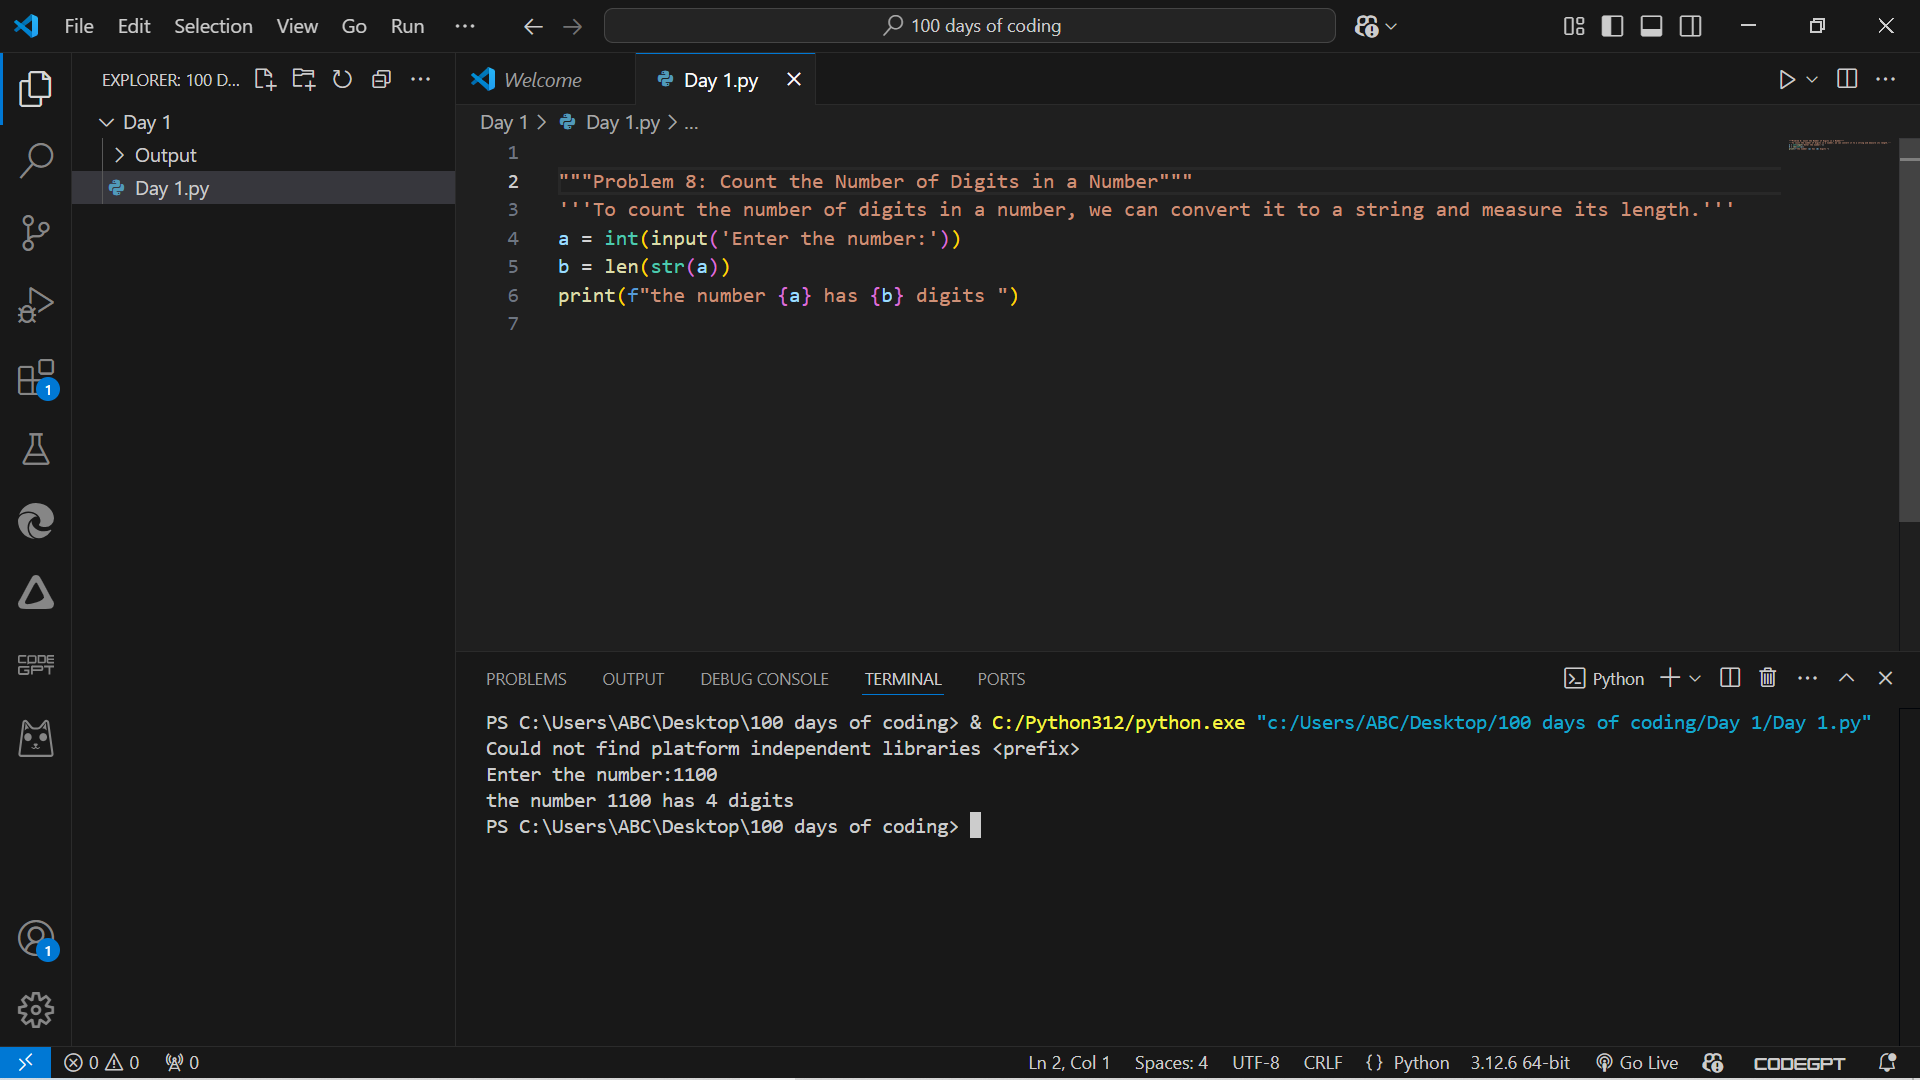 File Edit Selection View Go Run ···
100 days of coding
EXPLORER: 100 D...
Welcome
Day 1.py
Day 1
Day 1 > Day 1.py > ...
Output
Day 1.py
1
2 """Problem 8: Count the Number of Digits in a Number"""
3 '''To count the number of digits in a number, we can convert it to a string and measure its length.'''
4 a = int(input('Enter the number:'))
5 b = len(str(a))
6 print(f"the number {a} has {b} digits ")
7
1
CODE
GPT
PROBLEMS OUTPUT DEBUG CONSOLE TERMINAL PORTS
Python
PS C:\Users\ABC\Desktop\100 days of coding> & C:/Python312/python.exe "c:/Users/ABC/Desktop/100 days of coding/Day 1/Day 1.py"
Could not find platform independent libraries <prefix>
Enter the number:1100
the number 1100 has 4 digits
PS C:\Users\ABC\Desktop\100 days of coding>
1
0 0 0
Ln 2, Col 1 Spaces: 4 UTF-8 CRLF {} Python 3.12.6 64-bit Go Live CODEGPT